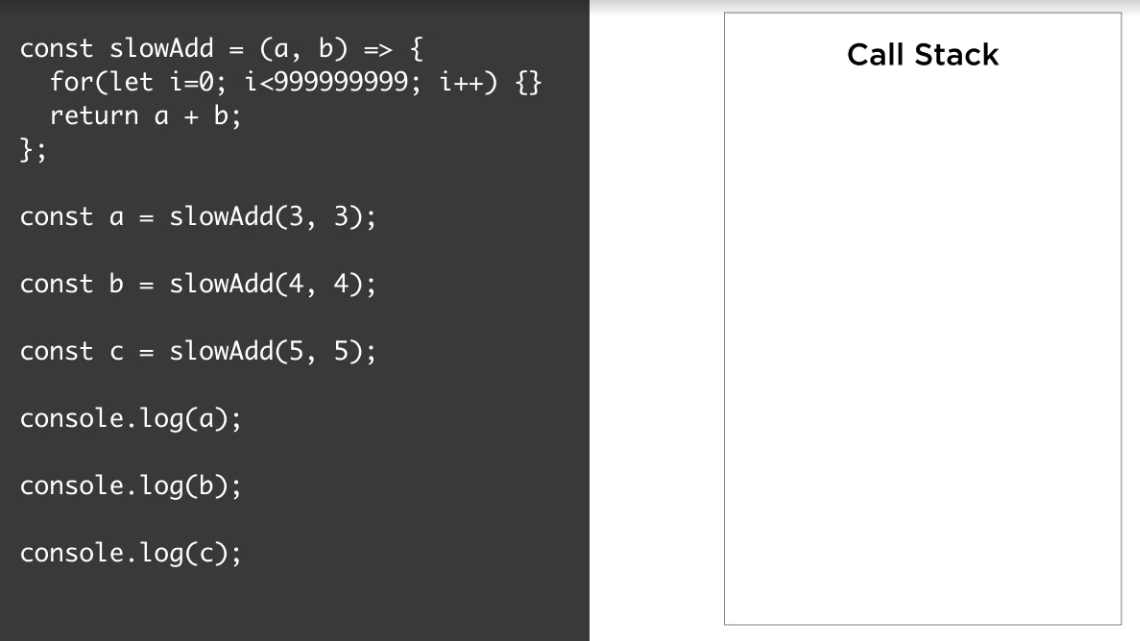 const slowAdd = (a, b) => {
  for(let i=0; i<999999999; i++) {}
  return a + b;
};
const a = slowAdd(3, 3);
const b = slowAdd(4, 4);
const c = slowAdd(5, 5);
console.log(a);
console.log(b);
console.log(c);
Call Stack